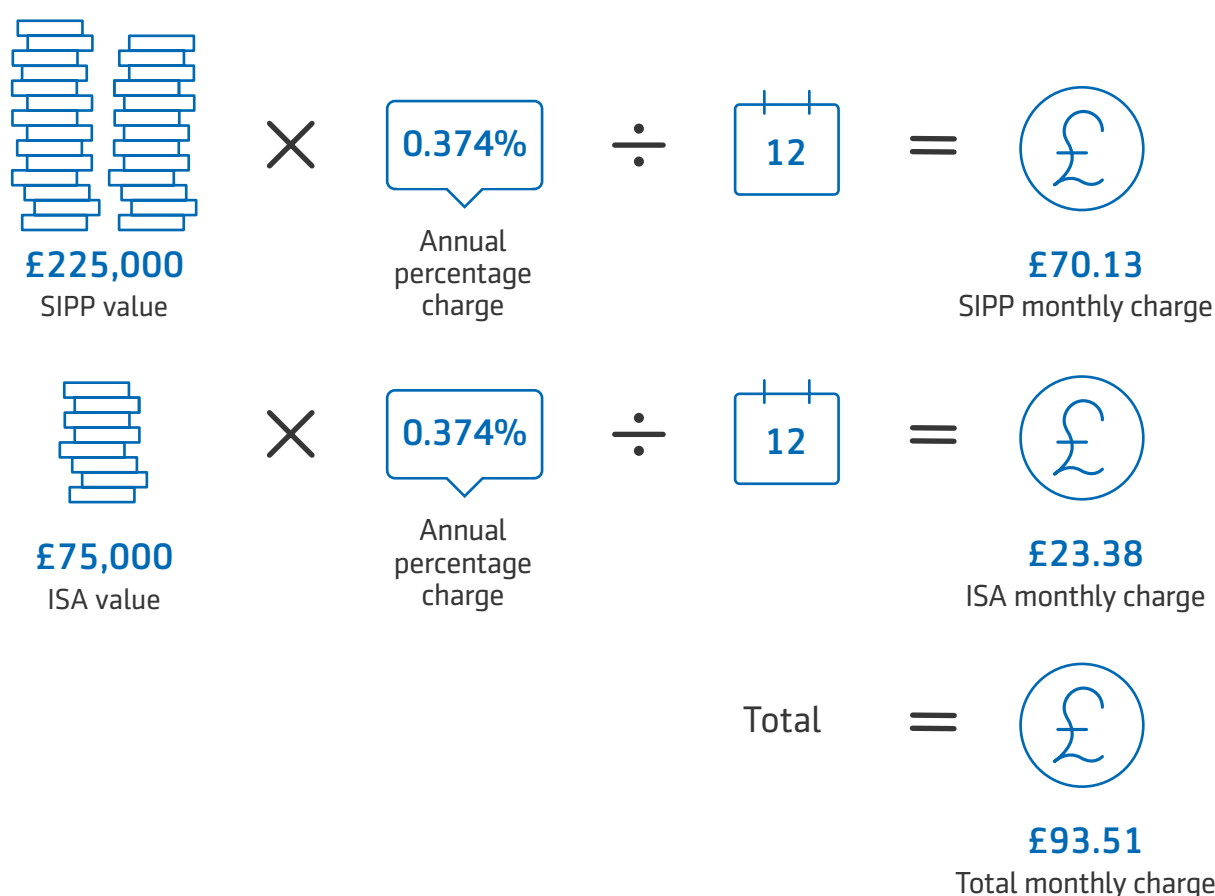 0.374%
12
£225,000
SIPP value
Annual
percentage
charge
£70.13
SIPP monthly charge
0.374%
12
£75,000
ISA value
Annual
percentage
charge
£23.38
ISA monthly charge
Total
£93.51
Total monthly charge